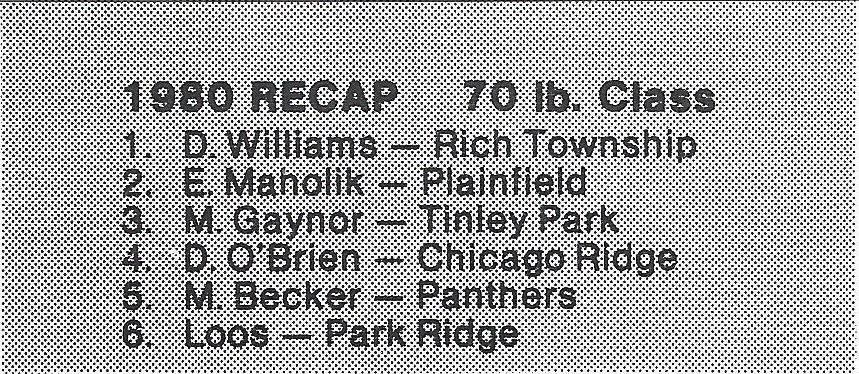 1980 RECAP 70 lb. Class
1. D. Williams — Rich Township
2. E. Maholik — Plainfield
3. M. Gaynor — Tinley Park
4. D. O'Brien — Chicago Ridge
5. M. Becker — Panthers
6. Loos — Park Ridge